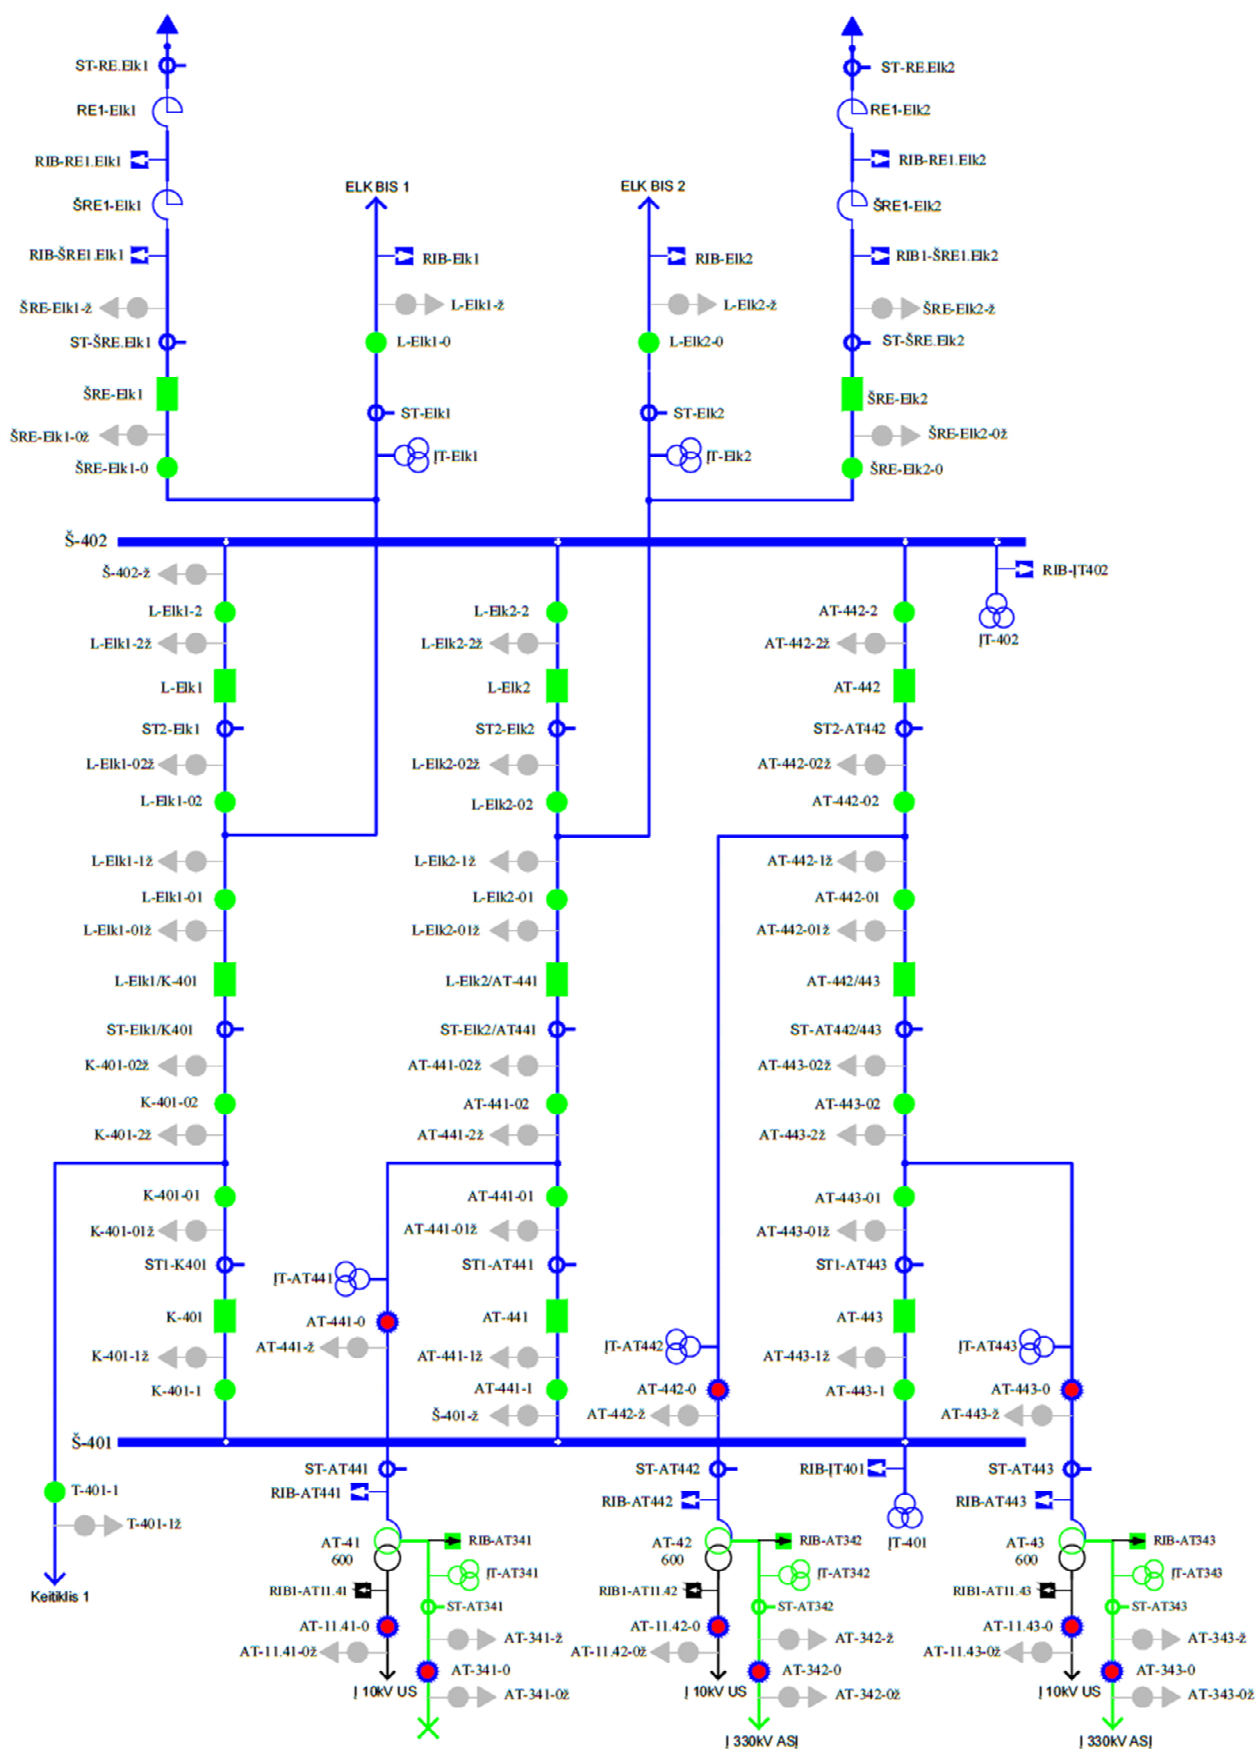 ST-RE.Elk1
ST-RE.Elk2
RE1-Elk1
RE1-Elk2
RIB-RE1.Elk1
RIB-RE1.Elk2
ELK BIS 1
ELK BIS 2
ŠRE1-Elk1
ŠRE1-Elk2
RIB-ŠRE1.Elk1
RIB-Elk1
RIB-Elk2
RIB1-ŠRE1.Elk2
ŠRE-Elk1-ž
L-Elk1-ž
L-Elk2-ž
ŠRE-Elk2-ž
ST-ŠRE.Elk1
L-Elk1-0
L-Elk2-0
ST-ŠRE.Elk2
ŠRE-Elk1
ST-Elk1
ST-Elk2
ŠRE-Elk2
ŠRE-Elk1-0ž
ŠRE-Elk2-0ž
ŠRE-Elk1-0
ĮT-Elk1
ĮT-Elk2
ŠRE-Elk2-0
Š-402
Š-402-ž
RIB-ĮT402
L-Elk1-2
L-Elk2-2
AT-442-2
ĮT-402
L-Elk1-2ž
L-Elk2-2ž
AT-442-2ž
L-Elk1
L-Elk2
AT-442
ST2-Elk1
ST2-Elk2
ST2-AT442
L-Elk1-02ž
L-Elk2-02ž
AT-442-02ž
L-Elk1-02
L-Elk2-02
AT-442-02
L-Elk1-1ž
L-Elk2-1ž
AT-442-1ž
L-Elk1-01
L-Elk2-01
AT-442-01
L-Elk1-01ž
L-Elk2-01ž
AT-442-01ž
L-Elk1/K-401
L-Elk2/AT-441
AT-442/443
ST-Elk1/K401
ST-Elk2/AT441
ST-AT442/443
K-401-02ž
AT-441-02ž
AT-443-02ž
K-401-02
AT-441-02
AT-443-02
K-401-2ž
AT-441-2ž
AT-443-2ž
K-401-01
AT-441-01
AT-443-01
K-401-01ž
AT-441-01ž
AT-443-01ž
ST1-K401
ĮT-AT441
ST1-AT441
ST1-AT443
K-401
AT-441-0
AT-441
AT-443
AT-441-ž
ĮT-AT442
ĮT-AT443
K-401-1ž
AT-441-1ž
AT-443-1ž
K-401-1
AT-441-1
AT-442-0
AT-443-1
AT-443-0
Š-401-ž
AT-442-ž
AT-443-ž
Š-401
ST-AT441
ST-AT442
RIB-ĮT401
ST-AT443
T-401-1
RIB-AT441
RIB-AT442
RIB-AT443
T-401-1ž
ĮT-401
AT-41
600
RIB-AT341
AT-42
600
RIB-AT342
AT-43
600
RIB-AT343
ĮT-AT341
ĮT-AT342
ĮT-AT343
Keitiklis 1
RIB1-AT11.41
RIB1-AT11.42
RIB1-AT11.43
ST-AT341
ST-AT342
ST-AT343
AT-11.41-0
AT-11.42-0
AT-11.43-0
AT-341-ž
AT-342-ž
AT-343-ž
AT-11.41-0ž
AT-11.42-0ž
AT-11.43-0ž
AT-341-0
AT-342-0
AT-343-0
Į 10kV US
AT-341-0ž
Į 10kV US
AT-342-0ž
Į 10kV US
AT-343-0ž
Į 330kV ASĮ
Į 330kV ASĮ